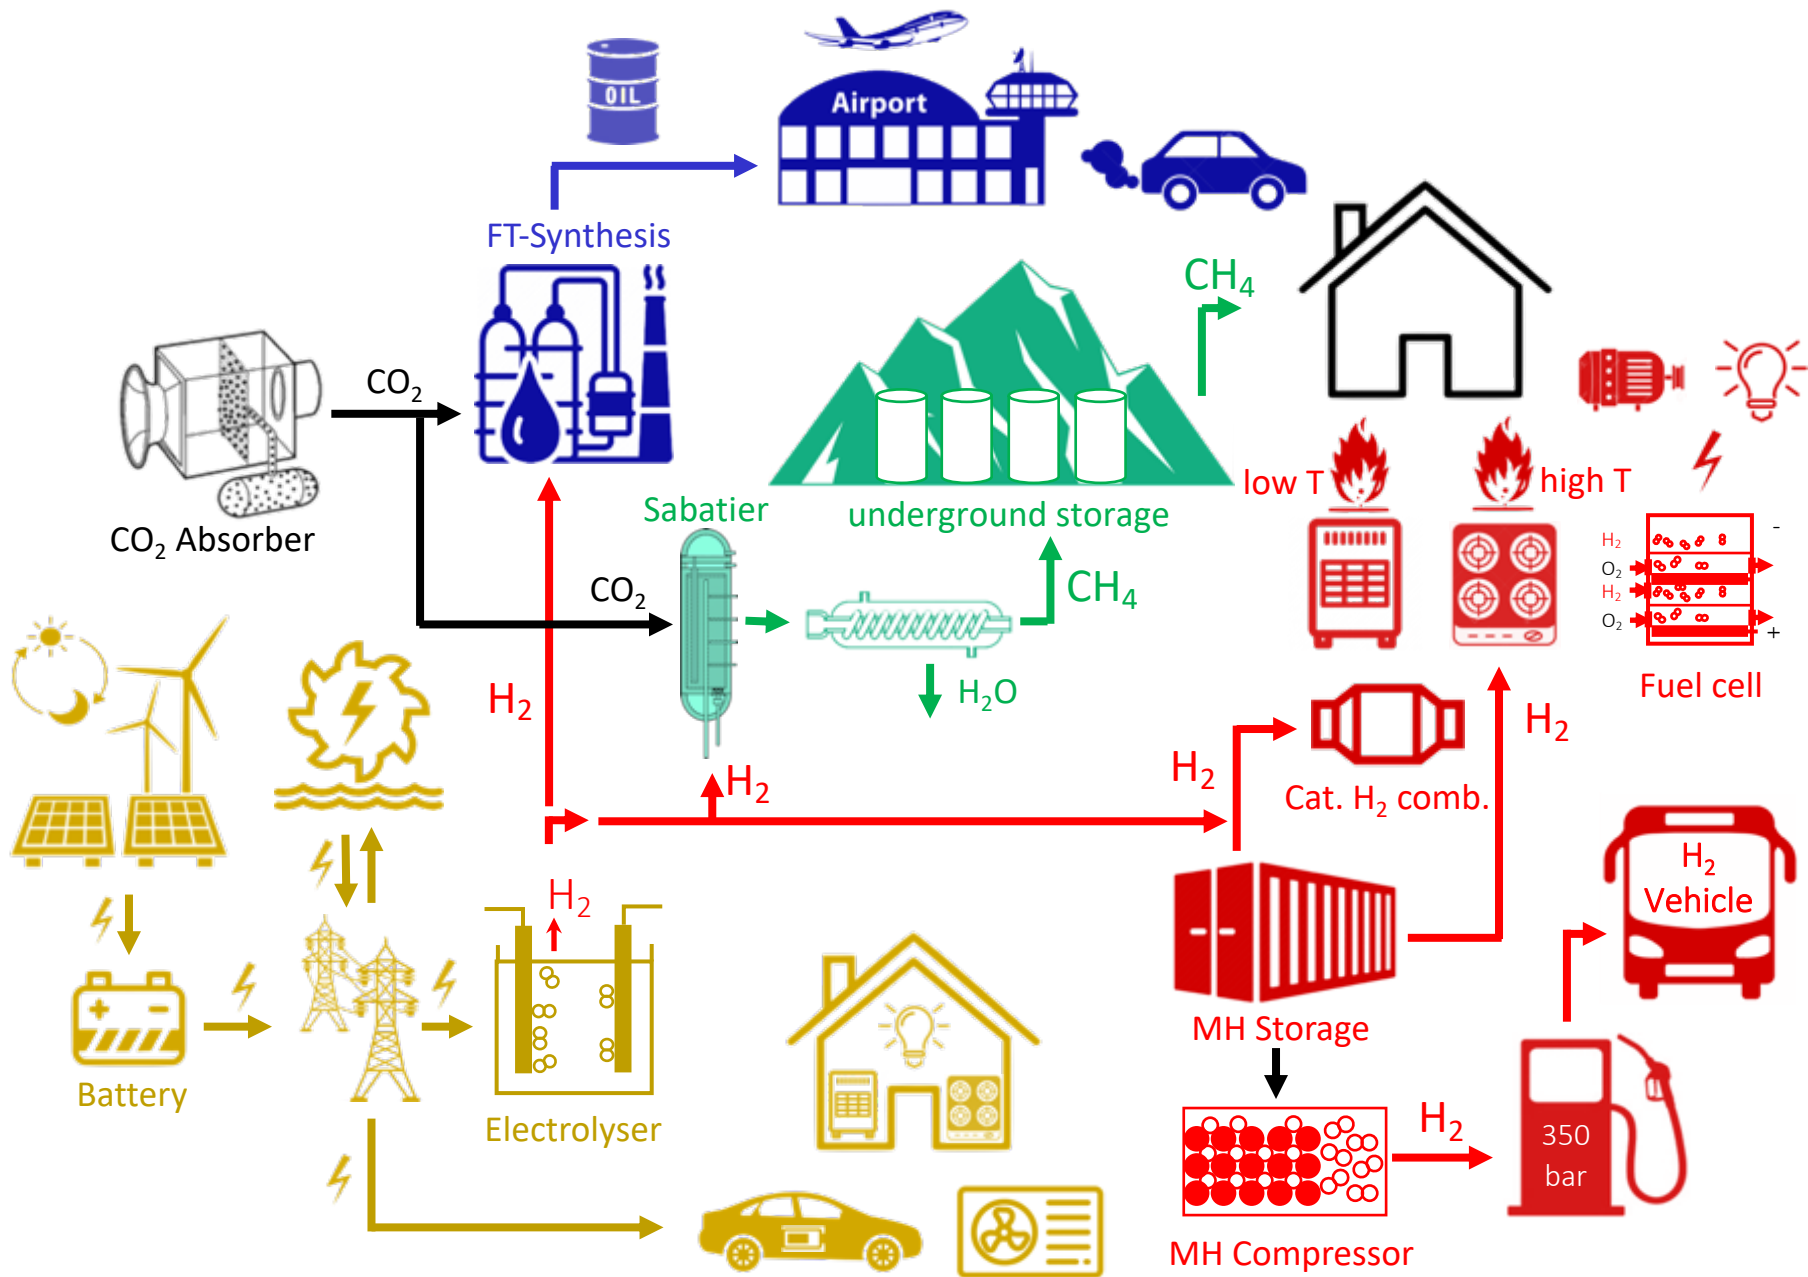 OIL
Airport
FT-Synthesis
CH₄
CO₂
low T
high T
Sabatier
underground storage
CO₂ Absorber
H₂
O₂
H₂
O₂
-
+
CO₂
CH₄
H₂
H₂O
Fuel cell
H₂
H₂
H₂
Cat. H₂ comb.
H₂
Vehicle
H₂
MH Storage
Battery
+ -
Electrolyser
H₂
350
bar
MH Compressor